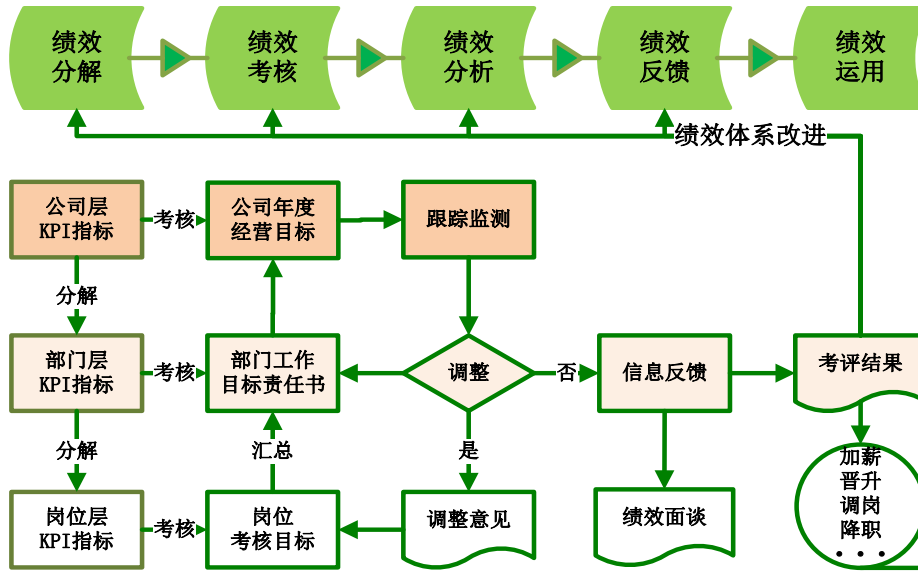 绩效
分解
绩效
考核
绩效
分析
绩效
反馈
绩效
运用
绩效体系改进
公司层
KPI指标
考核
公司年度
经营目标
跟踪监测
分解
部门层
KPI指标
考核
部门工作
目标责任书
调整
否
信息反馈
考评结果
分解
汇总
是
岗位层
KPI指标
考核
岗位
考核目标
调整意见
绩效面谈
加薪
晋升
调岗
降职
...